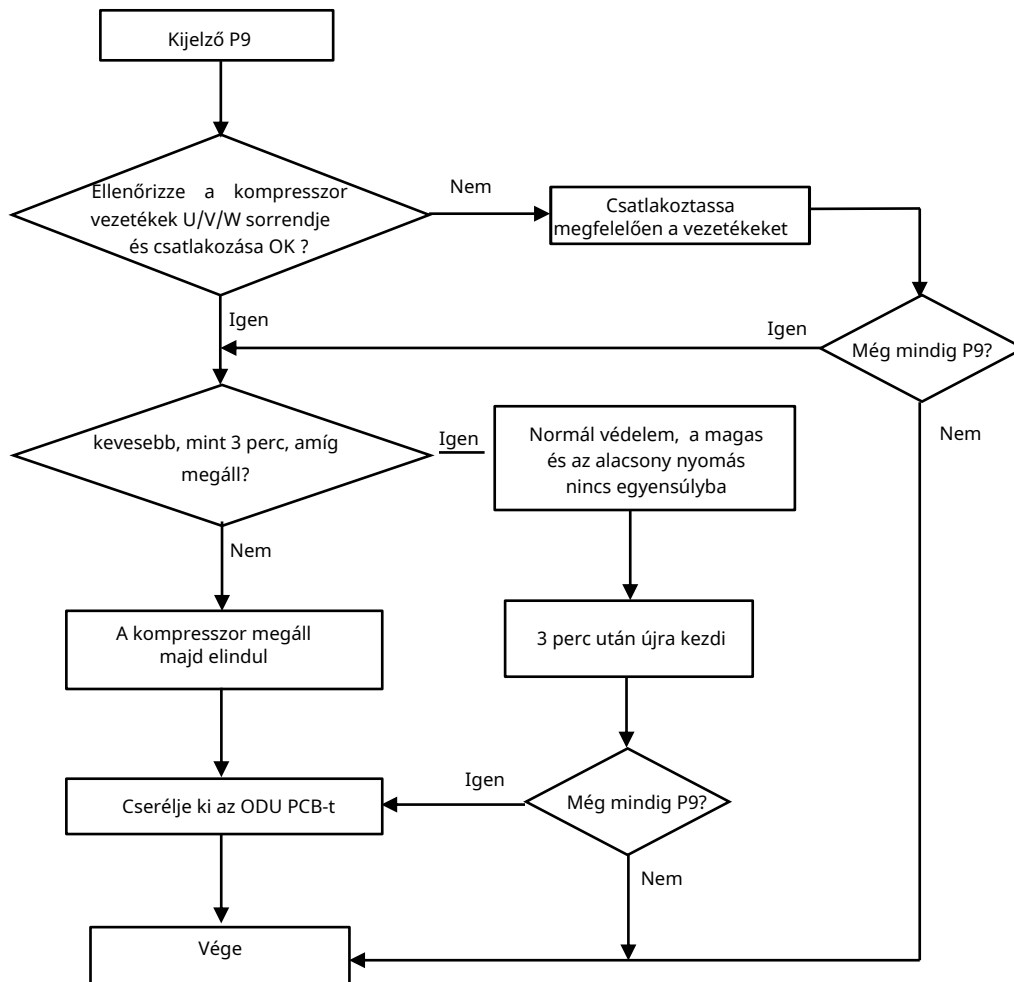 Kijelző P9
Ellenőrizze a kompresszor
vezetékek U/V/W sorrendje
és csatlakozása OK ?
Nem
Csatlakoztassa
megfelelően a vezetékeket
Igen
Igen
Még mindig P9?
Nem
kevesebb, mint 3 perc, amíg
megáll?
Igen
Normál védelem, a magas
és az alacsony nyomás
nincs egyensúlyba
Nem
A kompresszor megáll
majd elindul
3 perc után újra kezdi
Igen
Cserélje ki az ODU PCB-t
Még mindig P9?
Nem
Vége